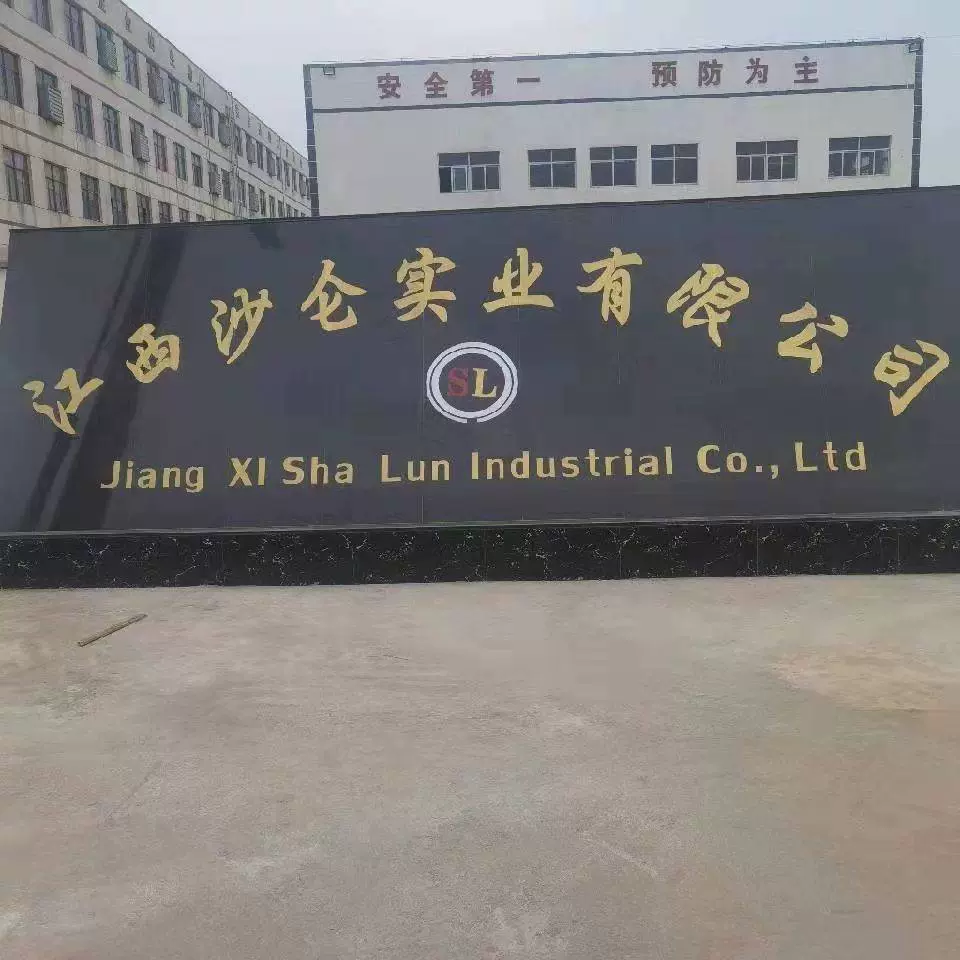 安全第一 预防为主
江西沙仑实业有限公司
SL
Jiang XI Sha Lun Industrial Co., Ltd